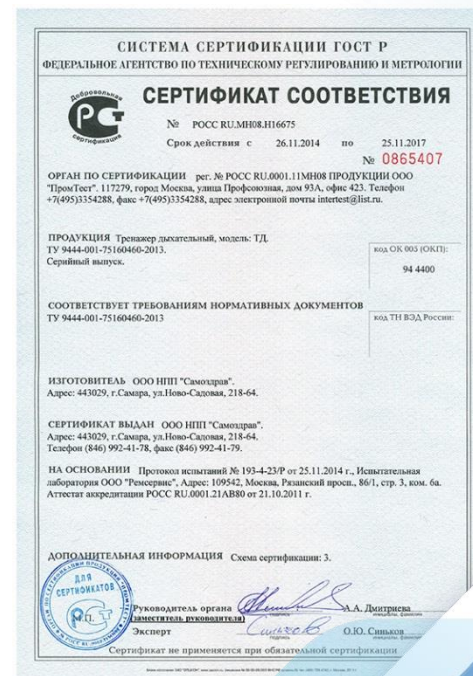 СИСТЕМА СЕРТИФИКАЦИИ ГОСТ Р
ФЕДЕРАЛЬНОЕ АГЕНТСТВО ПО ТЕХНИЧЕСКОМУ РЕГУЛИРОВАНИЮ И МЕТРОЛОГИИ
Добровольная
сертификация
СЕРТИФИКАТ СООТВЕТСТВИЯ
№ РОСС RU.МН08.Н16675
Срок действия с 26.11.2014 по 25.11.2017
№ 0865407
ОРГАН ПО СЕРТИФИКАЦИИ рег. № РОСС RU.0001.11МН08 ПРОДУКЦИИ ООО
"ПромТест". 117279, город Москва, улица Профсоюзная, дом 93А, офис 423. Телефон
+7(495)3354288, факс +7(495)3354288, адрес электронной почты intertest@list.ru.
ПРОДУКЦИЯ Тренажер дыхательный, модель: ТД.
ТУ 9444-001-75160460-2013.
Серийный выпуск.
код ОК 005 (ОКП):
94 4400
СООТВЕТСТВУЕТ ТРЕБОВАНИЯМ НОРМАТИВНЫХ ДОКУМЕНТОВ
ТУ 9444-001-75160460-2013
код ТН ВЭД России:
ИЗГОТОВИТЕЛЬ ООО НПП "Самоздрав".
Адрес: 443029, г.Самара, ул.Ново-Садовая, 218-64.
СЕРТИФИКАТ ВЫДАН ООО НПП "Самоздрав".
Адрес: 443029, г.Самара, ул.Ново-Садовая, 218-64.
Телефон (846) 992-41-78, факс (846) 992-41-79.
НА ОСНОВАНИИ Протокол испытаний № 193-4-23/Р от 25.11.2014 г., Испытательная
лаборатория ООО "Ремсервис", Адрес: 109542, Москва, Рязанский просп., 86/1, стр. 3, ком. 6а.
Аттестат аккредитации РОСС RU.0001.21АВ80 от 21.10.2011 г.
ДОПОЛНИТЕЛЬНАЯ ИНФОРМАЦИЯ Схема сертификации: 3.
ДЛЯ
СЕРТИФИКАТОВ
М.П.
Руководитель органа
(заместитель руководителя)
А.А. Дмитриева
Эксперт
О.Ю. Синьков
Сертификат не применяется при обязательной сертификации